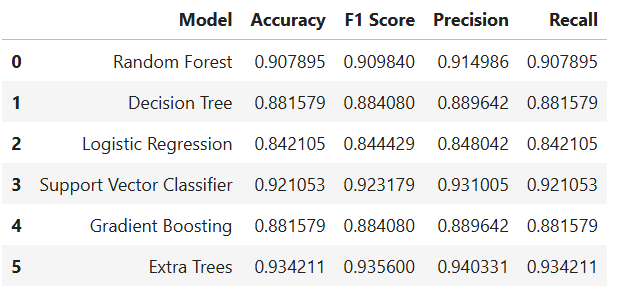 Model Accuracy F1 Score Precision Recall
0 Random Forest 0.907895 0.909840 0.914986 0.907895
1 Decision Tree 0.881579 0.884080 0.889642 0.881579
2 Logistic Regression 0.842105 0.844429 0.848042 0.842105
3 Support Vector Classifier 0.921053 0.923179 0.931005 0.921053
4 Gradient Boosting 0.881579 0.884080 0.889642 0.881579
5 Extra Trees 0.934211 0.935600 0.940331 0.934211